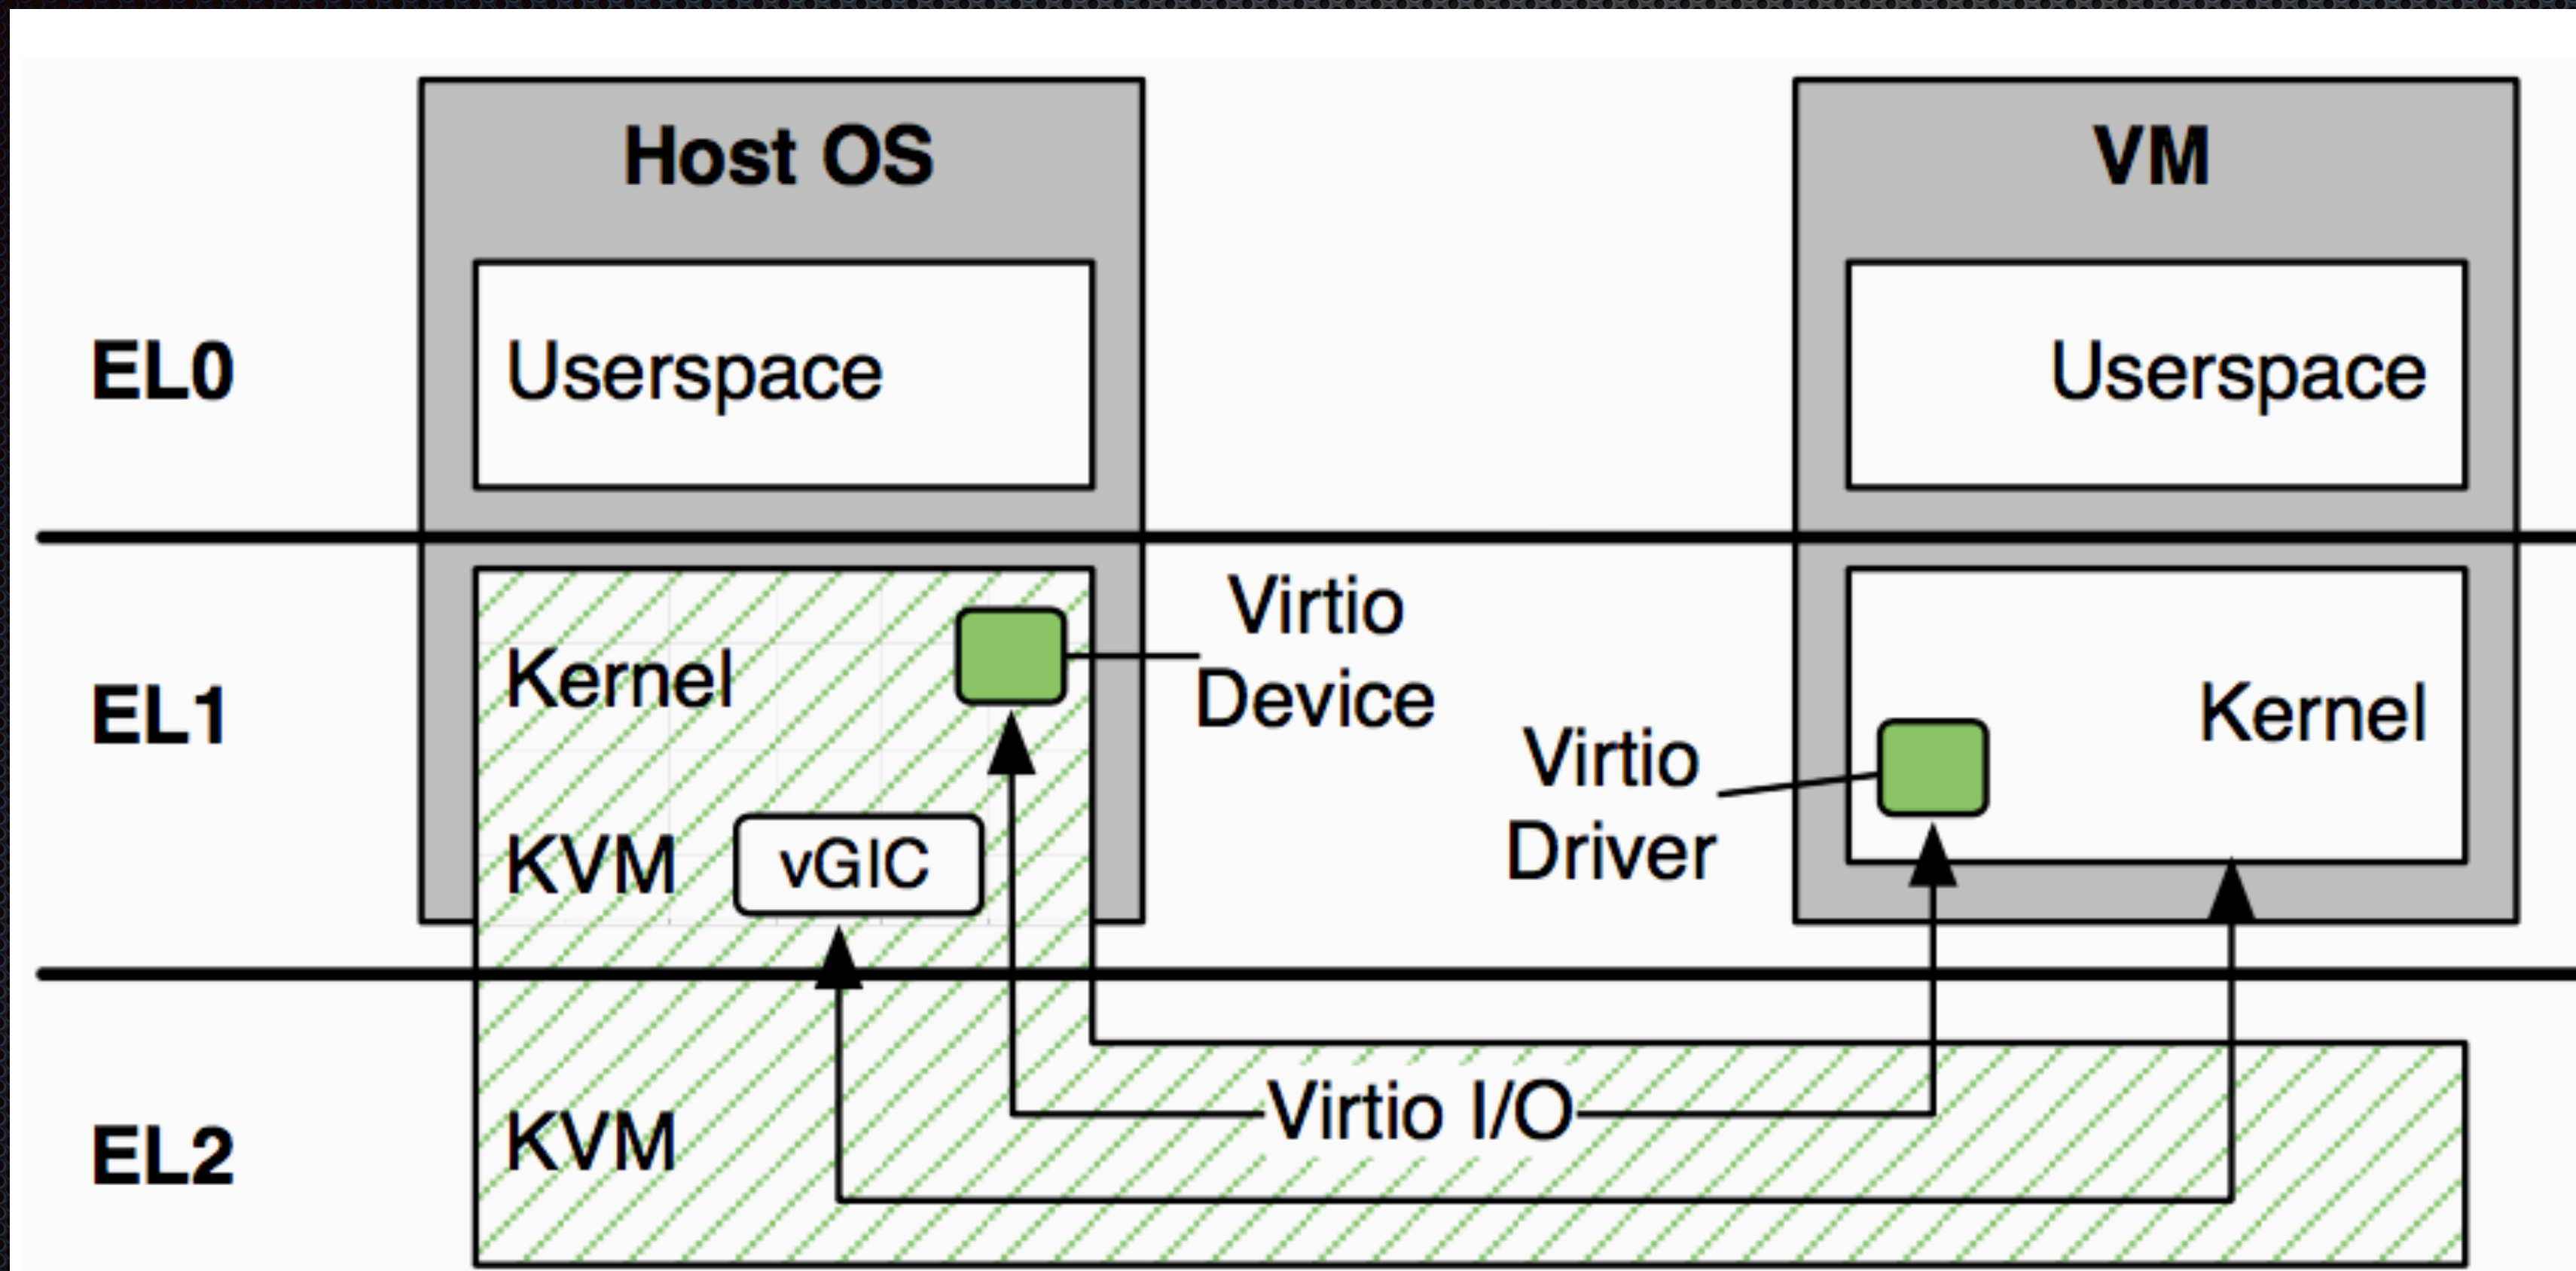 Host OS
VM
EL0
Userspace
Userspace
EL1
Kernel
Virtio
Device
Virtio
Driver
Kernel
KVM
vGIC
EL2
KVM
Virtio I/O